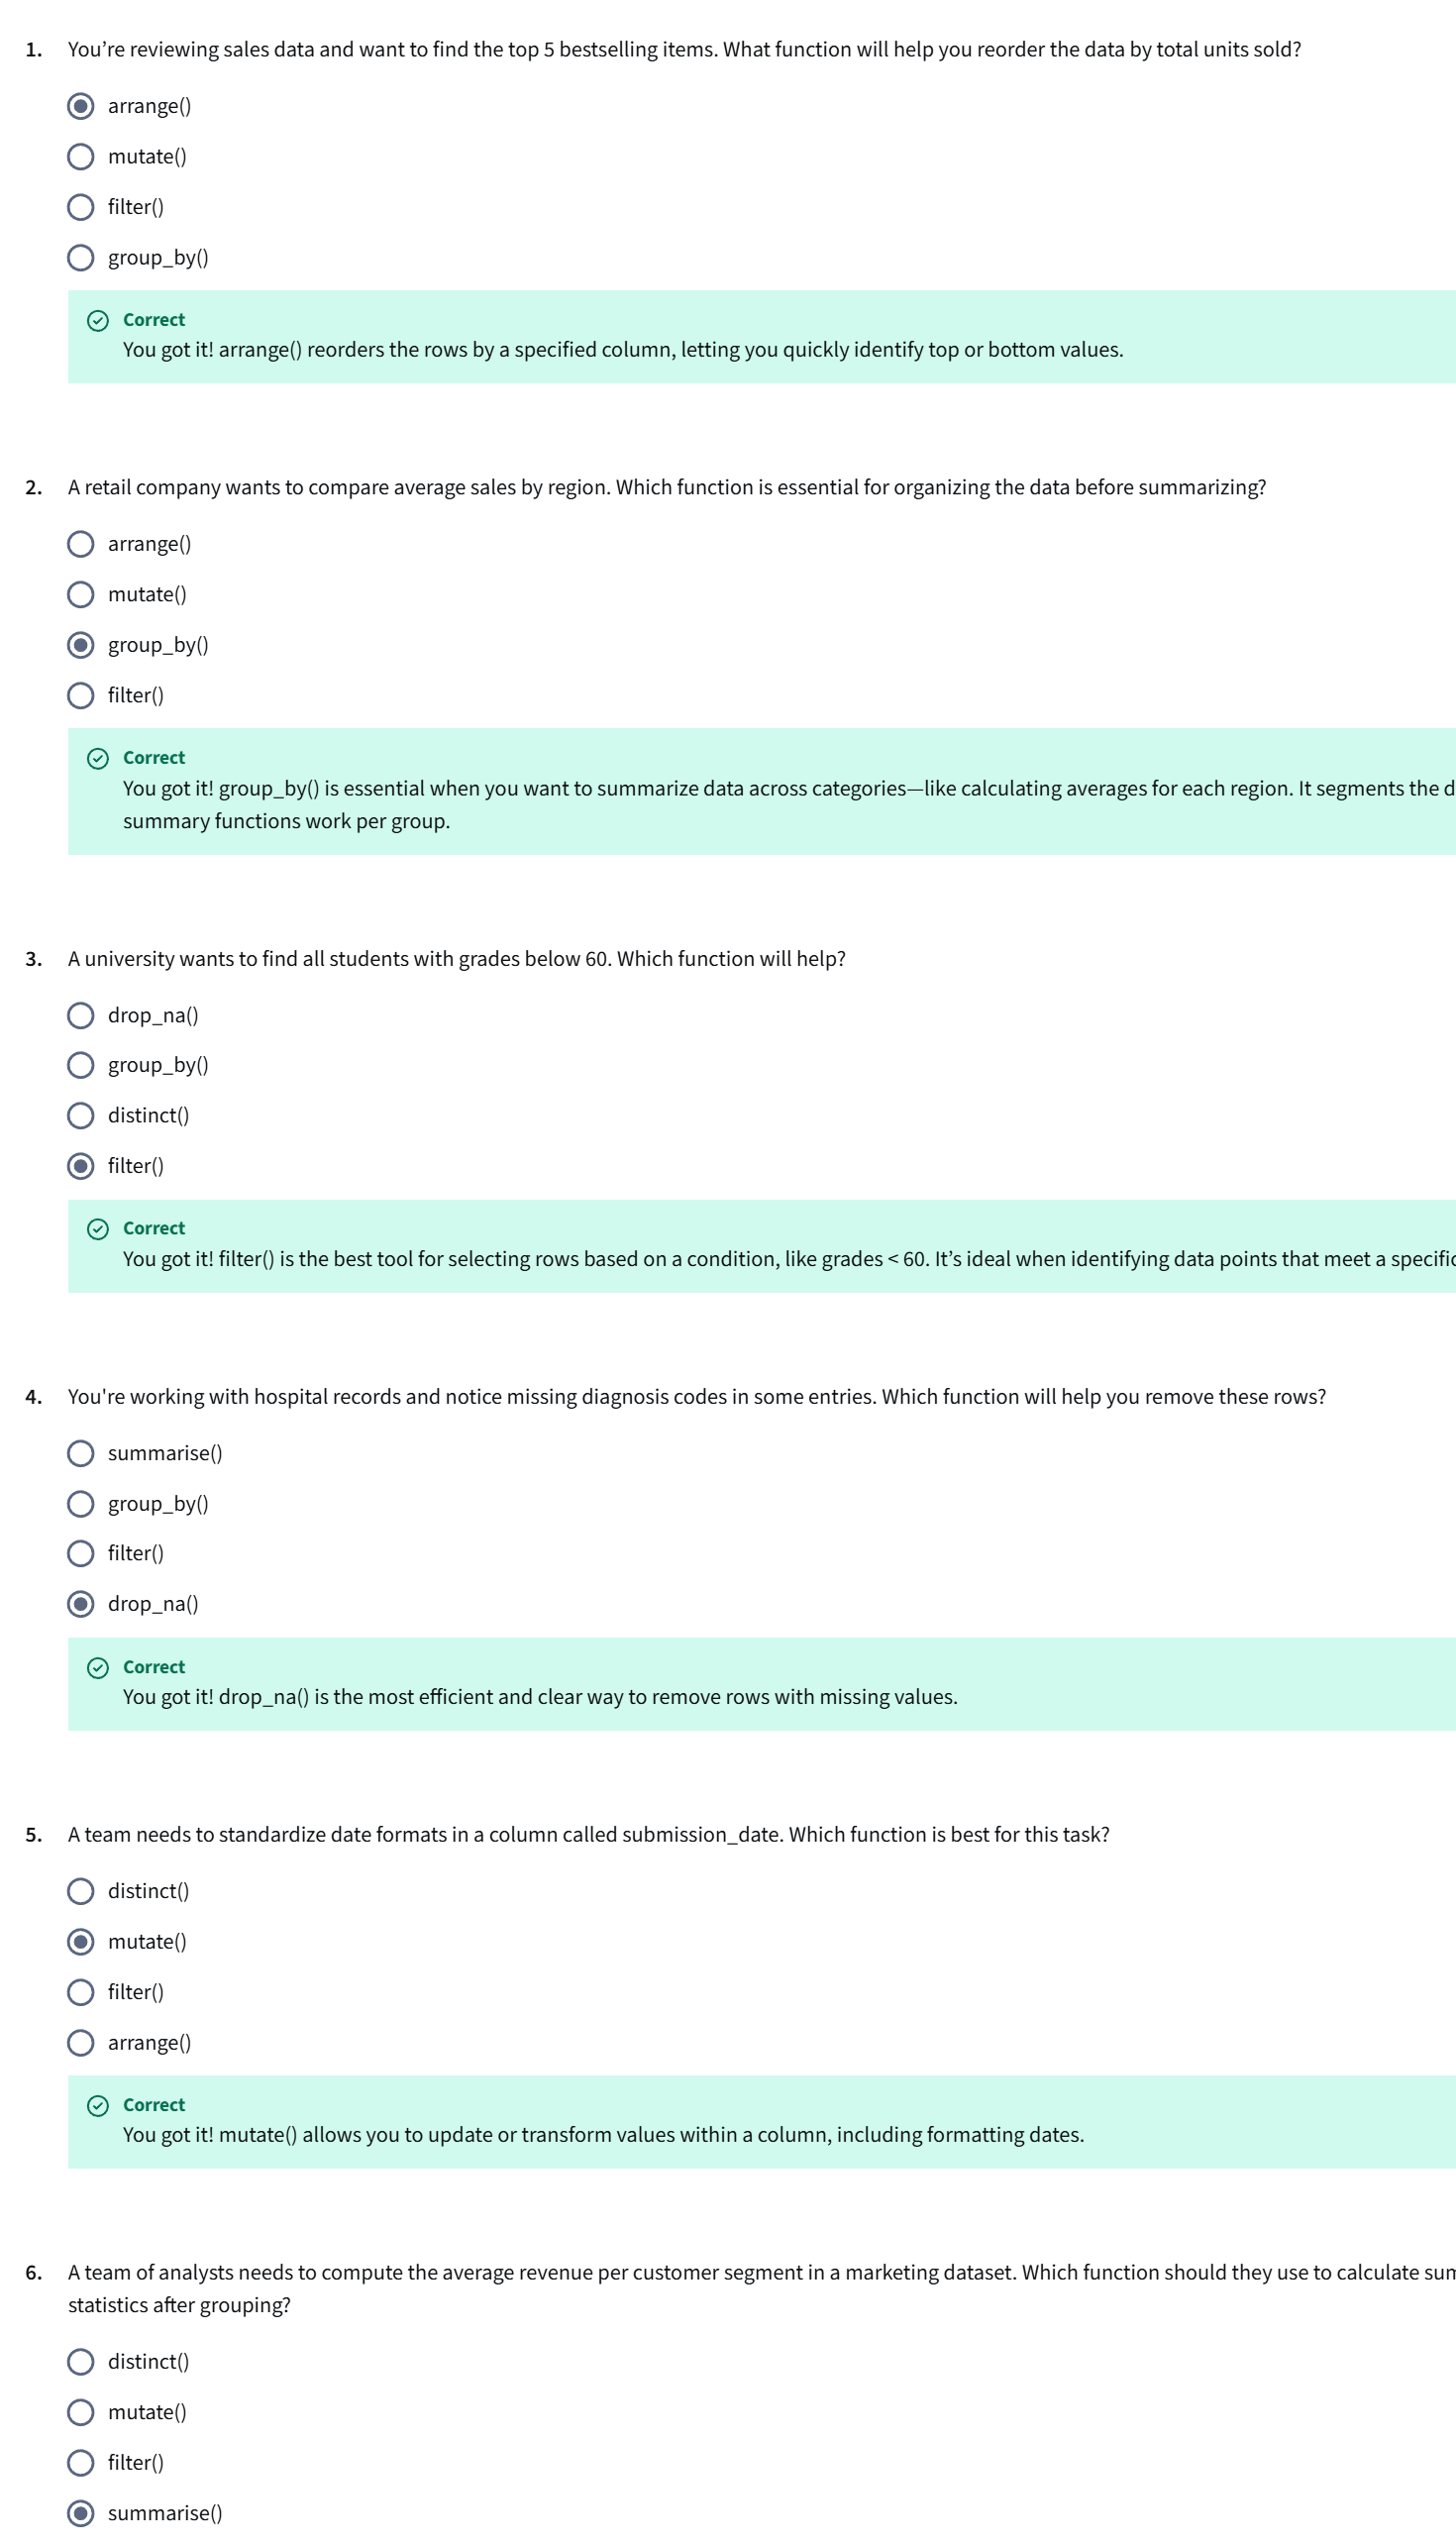 1. You’re reviewing sales data and want to find the top 5 bestselling items. What function will help you reorder the data by total units sold?
arrange()
mutate()
filter()
group_by()
Correct
You got it! arrange() reorders the rows by a specified column, letting you quickly identify top or bottom values.
2. A retail company wants to compare average sales by region. Which function is essential for organizing the data before summarizing?
arrange()
mutate()
group_by()
filter()
Correct
You got it! group_by() is essential when you want to summarize data across categories—like calculating averages for each region. It segments the
summary functions work per group.
3. A university wants to find all students with grades below 60. Which function will help?
drop_na()
group_by()
distinct()
filter()
Correct
You got it! filter() is the best tool for selecting rows based on a condition, like grades < 60. It’s ideal when identifying data points that meet a
4. You're working with hospital records and notice missing diagnosis codes in some entries. Which function will help you remove these rows?
summarise()
group_by()
filter()
drop_na()
Correct
You got it! drop_na() is the most efficient and clear way to remove rows with missing values.
5. A team needs to standardize date formats in a column called submission_date. Which function is best for this task?
distinct()
mutate()
filter()
arrange()
Correct
You got it! mutate() allows you to update or transform values within a column, including formatting dates.
6. A team of analysts needs to compute the average revenue per customer segment in a marketing dataset. Which function should they use to calculate
statistics after grouping?
distinct()
mutate()
filter()
summarise()